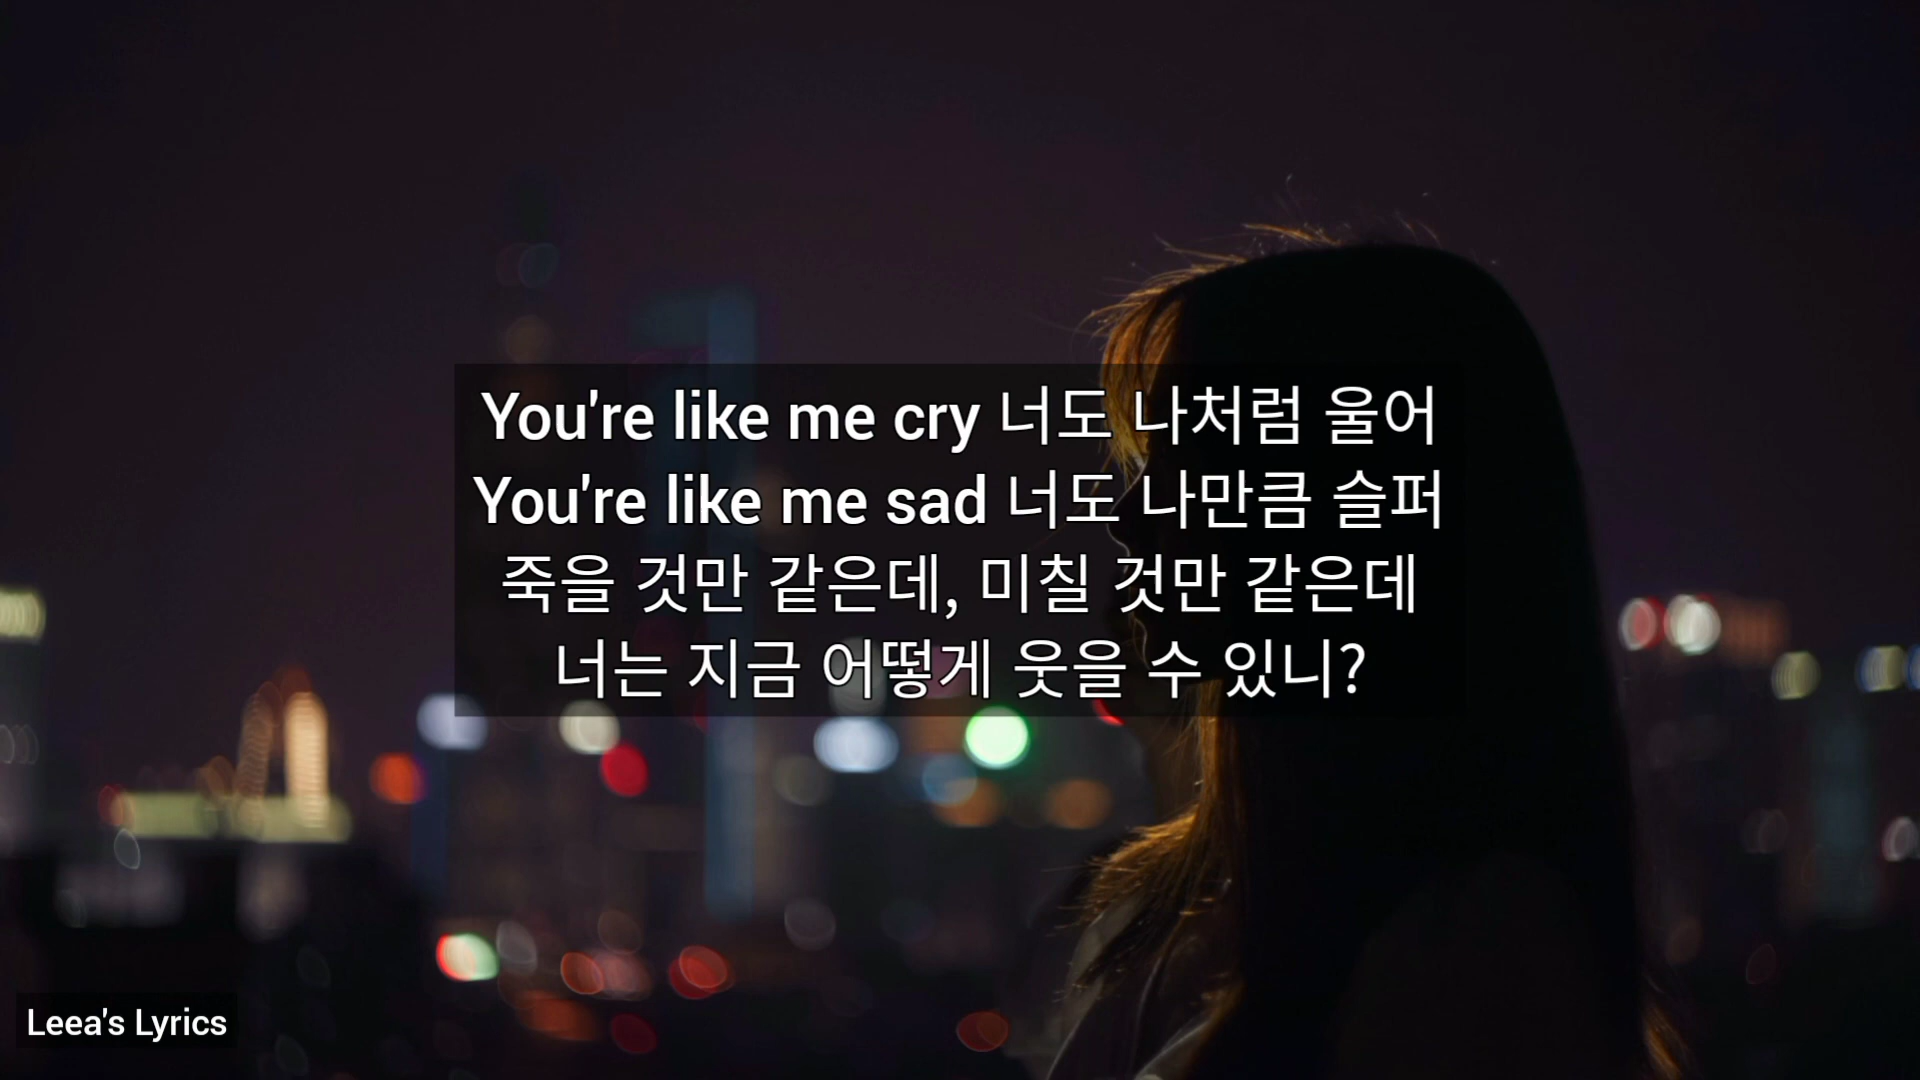 You're like me cry 너도 나처럼 울어
You're like me sad 너도 나만큼 슬퍼
죽을 것만 같은데, 미칠 것만 같은데
너는 지금 어떻게 웃을 수 있니?
Leea's Lyrics